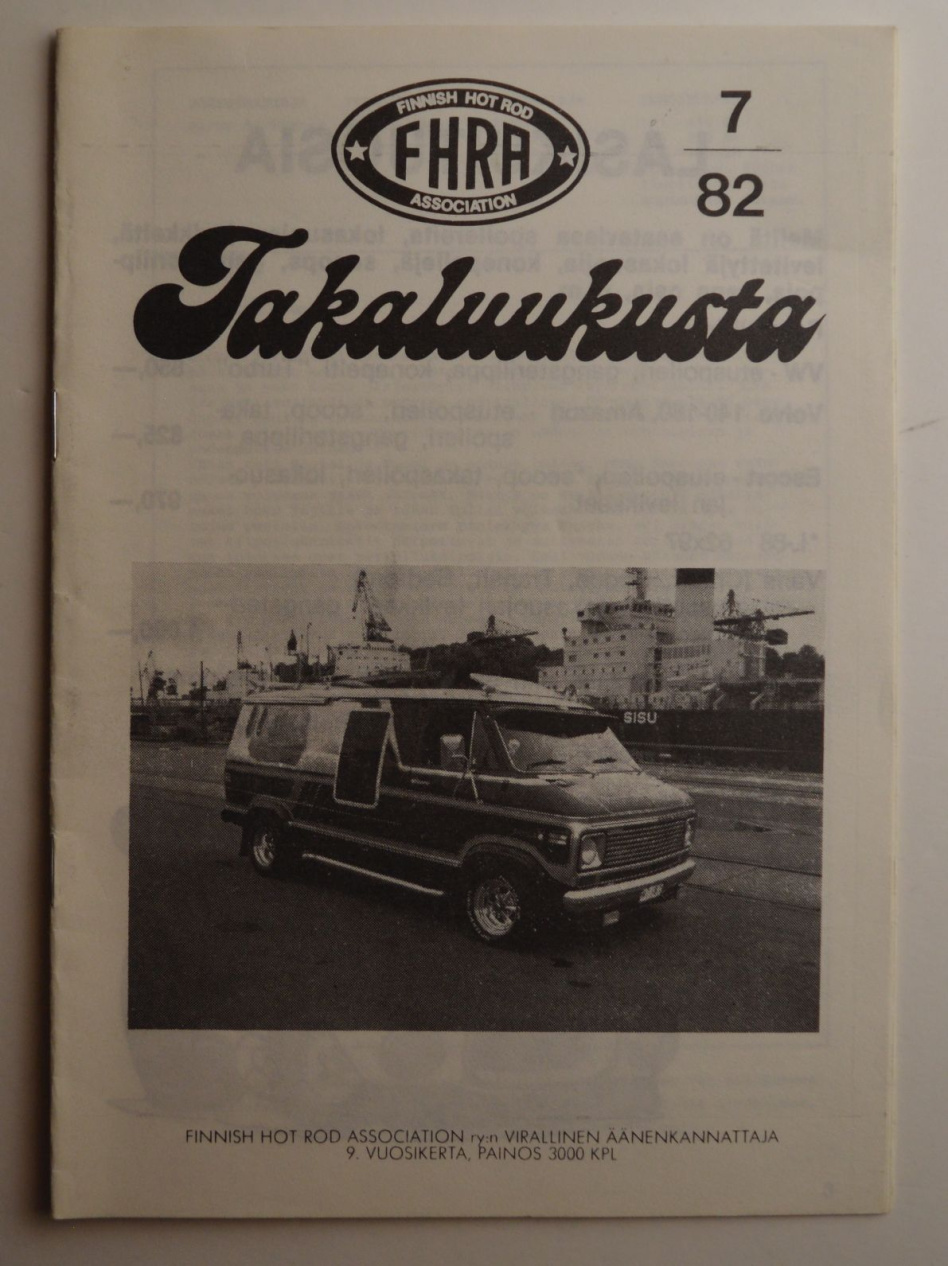 FINNISH HOT ROD
FHRA
ASSOCIATION
7
82
Takaluukusta
SISU
FINNISH HOT ROD ASSOCIATION ry:n VIRALLINEN ÄÄNENKANNATTAJA
9. VUOSIKERTA, PAINOS 3000 KPL